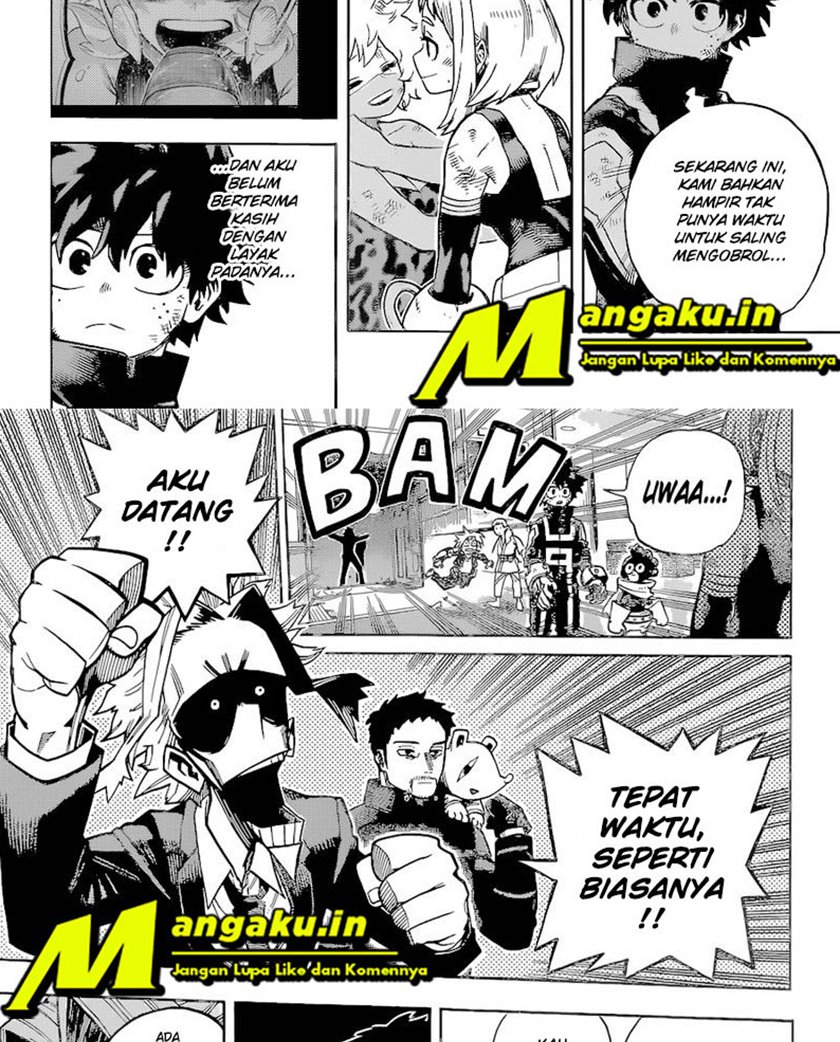 SEKARANG INI,
KAMI BAHKAN
HAMPIR TAK
PUNYA WAKTU
UNTUK SALING
MENGOBROL...
...DAN AKU
BELUM
BERTERIMA
KASIH
DENGAN
LAYAK
PADANYA...
Mangaku.in
Jangan Lupa Like dan Komennya
UWAA...!
BAM
AKU
DATANG
!!
TEPAT
WAKTU,
SEPERTI
BIASANYA
!!
Mangaku.in
Jangan Lupa Like dan Komennya
ADA